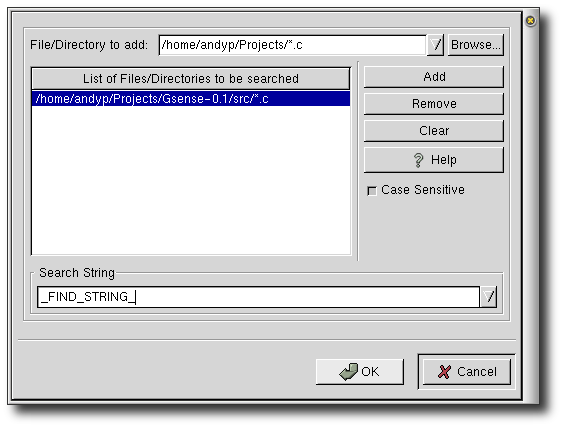 File/Directory to add: /home/andyp/Projects/*.c Browse...
List of Files/Directories to be searched
/home/andyp/Projects/Gsense-0.1/src/*.c
Add
Remove
Clear
Help
Case Sensitive
Search String
_FIND_STRING_
OK Cancel